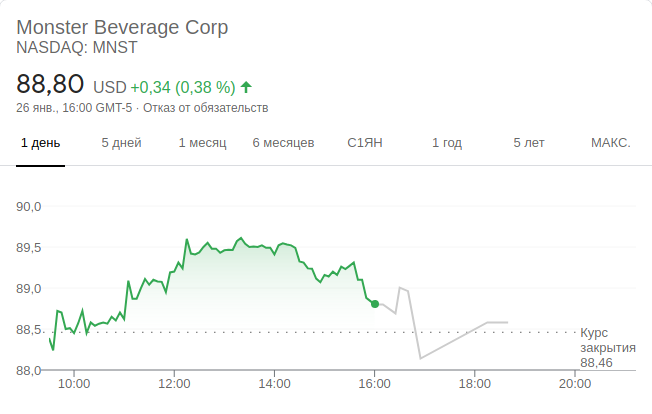 Monster Beverage Corp
NASDAQ: MNST
88,80 USD +0,34 (0,38 %)
26 янв., 16:00 GMT-5 · Отказ от обязательств
1 день 5 дней 1 месяц 6 месяцев С1ЯН 1 год 5 лет МАКС.
90,0
89,5
89,0
88,5
88,0
Курс
закрытия
88,46
10:00 12:00 14:00 16:00 18:00 20:00